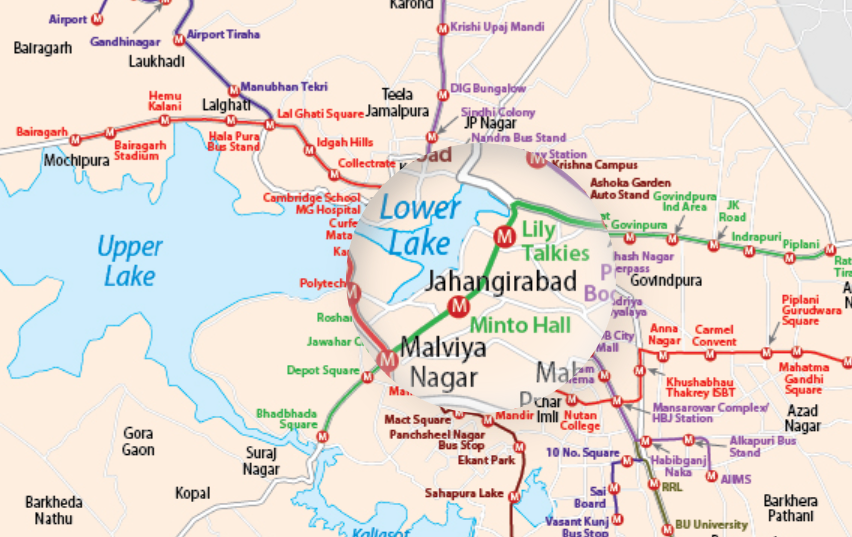 Karond
Airport
Krishi Upaj Mandi
Gandhinagar
Airport Tiraha
Bairagarh
Laukhadi
Manubhan Tekri
DIG Bungalow
Teela
Jamalpura
Hemu
Kalani
Lalghati
Lal Ghati Square
Sindhi Colony
JP Nagar
Nandra Bus Stand
Bairagarh
Bairagarh
Stadium
Hala Pura
Bus Stand
Idgah Hills
Mochipura
Collectrate
Station
Krishna Campus
Ashoka Garden
Auto Stand
Govindpura
Ind Area
JK
Road
Cambridge School
MG Hospital
Lower
Lake
Govinpura
Indrapuri
Piplani
Lily
Talkies
Upper
Lake
Govindpura
Jahangirabad
Polytech
Piplani
Gurudwara
Square
Minto Hall
Anna
Nagar
Carmel
Convent
Malviya
Nagar
Jawahar
Depot Square
City
Mall
Mahatma
Gandhi
Square
Khushabhau
Thakrey ISBT
Bhadbhada
Square
Mact Square
Mandir
Imli
Nutan
College
Mansarovar Complex/
HBJ Station
Azad
Nagar
Panchsheel Nagar
Bus Stop
Gora
Gaon
Suraj
Nagar
Ekant Park
10 No. Square
Habibganj
Naka
Alkapuri Bus
Stand
AIIMS
Kopal
Sahapura Lake
Sai
Board
RRL
Barkheda
Nathu
Barkhera
Pathani
Vasant Kunj
Bus Stop
BU University
Kaliasot